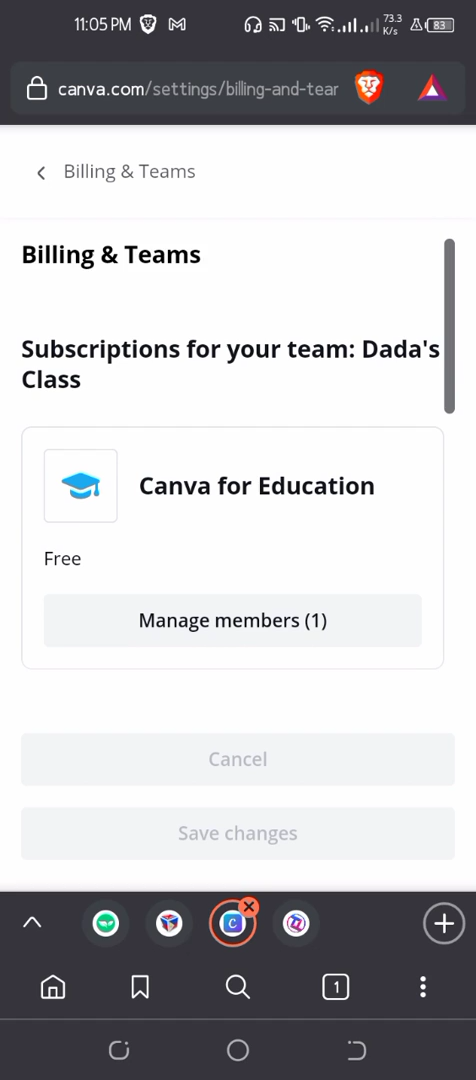 11:05 PM
73.3
K/s
83
canva.com/settings/billing-and-tear
Billing & Teams
Billing & Teams
Subscriptions for your team: Dada's
Class
Canva for Education
Free
Manage members (1)
Cancel
Save changes
C
1